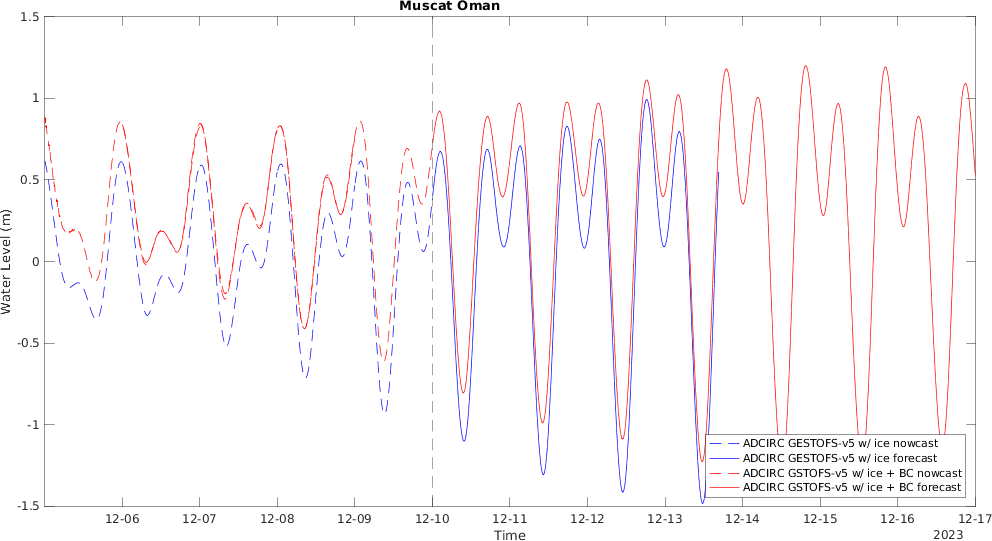 Muscat Oman
1.5
1
0.5
0
-0.5
-1
-1.5
Water Level (m)
ADCIRC GESTOFS-v5 w/ ice nowcast
ADCIRC GESTOFS-v5 w/ ice forecast
ADCIRC GSTOFS-v5 w/ ice + BC nowcast
ADCIRC GSTOFS-v5 w/ ice + BC forecast
12-06 12-07 12-08 12-09 12-10 12-11 12-12 12-13 12-14 12-15 12-16 12-17
Time
2023